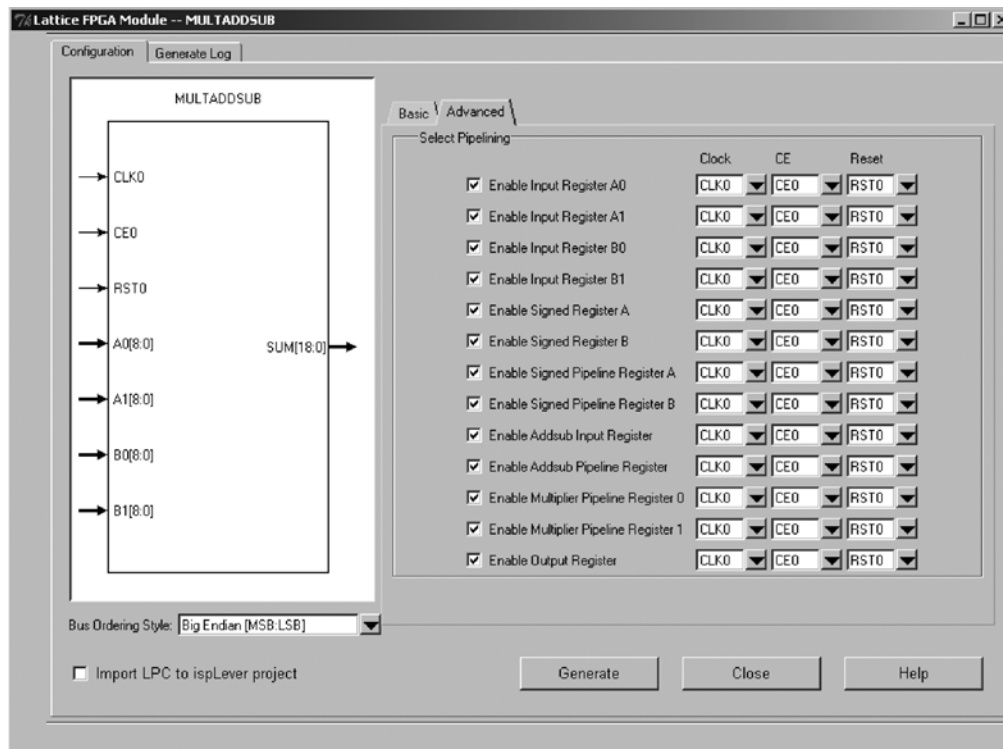 Lattice FPGA Module -- MULTADDSUB
Configuration
Generate Log
MULTADDSUB
CLK0
CE0
RST0
A0[8:0]
SUM[18:0]
A1[8:0]
B0[8:0]
B1[8:0]
Bus Ordering Style: Big Endian [MSB:LSB]
Import LPC to ispLever project
Basic
Advanced
Select Pipelining
Clock CE Reset
Enable Input Register A0 CLK0 CE0 RST0
Enable Input Register A1 CLK0 CE0 RST0
Enable Input Register B0 CLK0 CE0 RST0
Enable Input Register B1 CLK0 CE0 RST0
Enable Signed Register A CLK0 CE0 RST0
Enable Signed Register B CLK0 CE0 RST0
Enable Signed Pipeline Register A CLK0 CE0 RST0
Enable Signed Pipeline Register B CLK0 CE0 RST0
Enable Addsub Input Register CLK0 CE0 RST0
Enable Addsub Pipeline Register CLK0 CE0 RST0
Enable Multiplier Pipeline Register 0 CLK0 CE0 RST0
Enable Multiplier Pipeline Register 1 CLK0 CE0 RST0
Enable Output Register CLK0 CE0 RST0
Generate
Close
Help